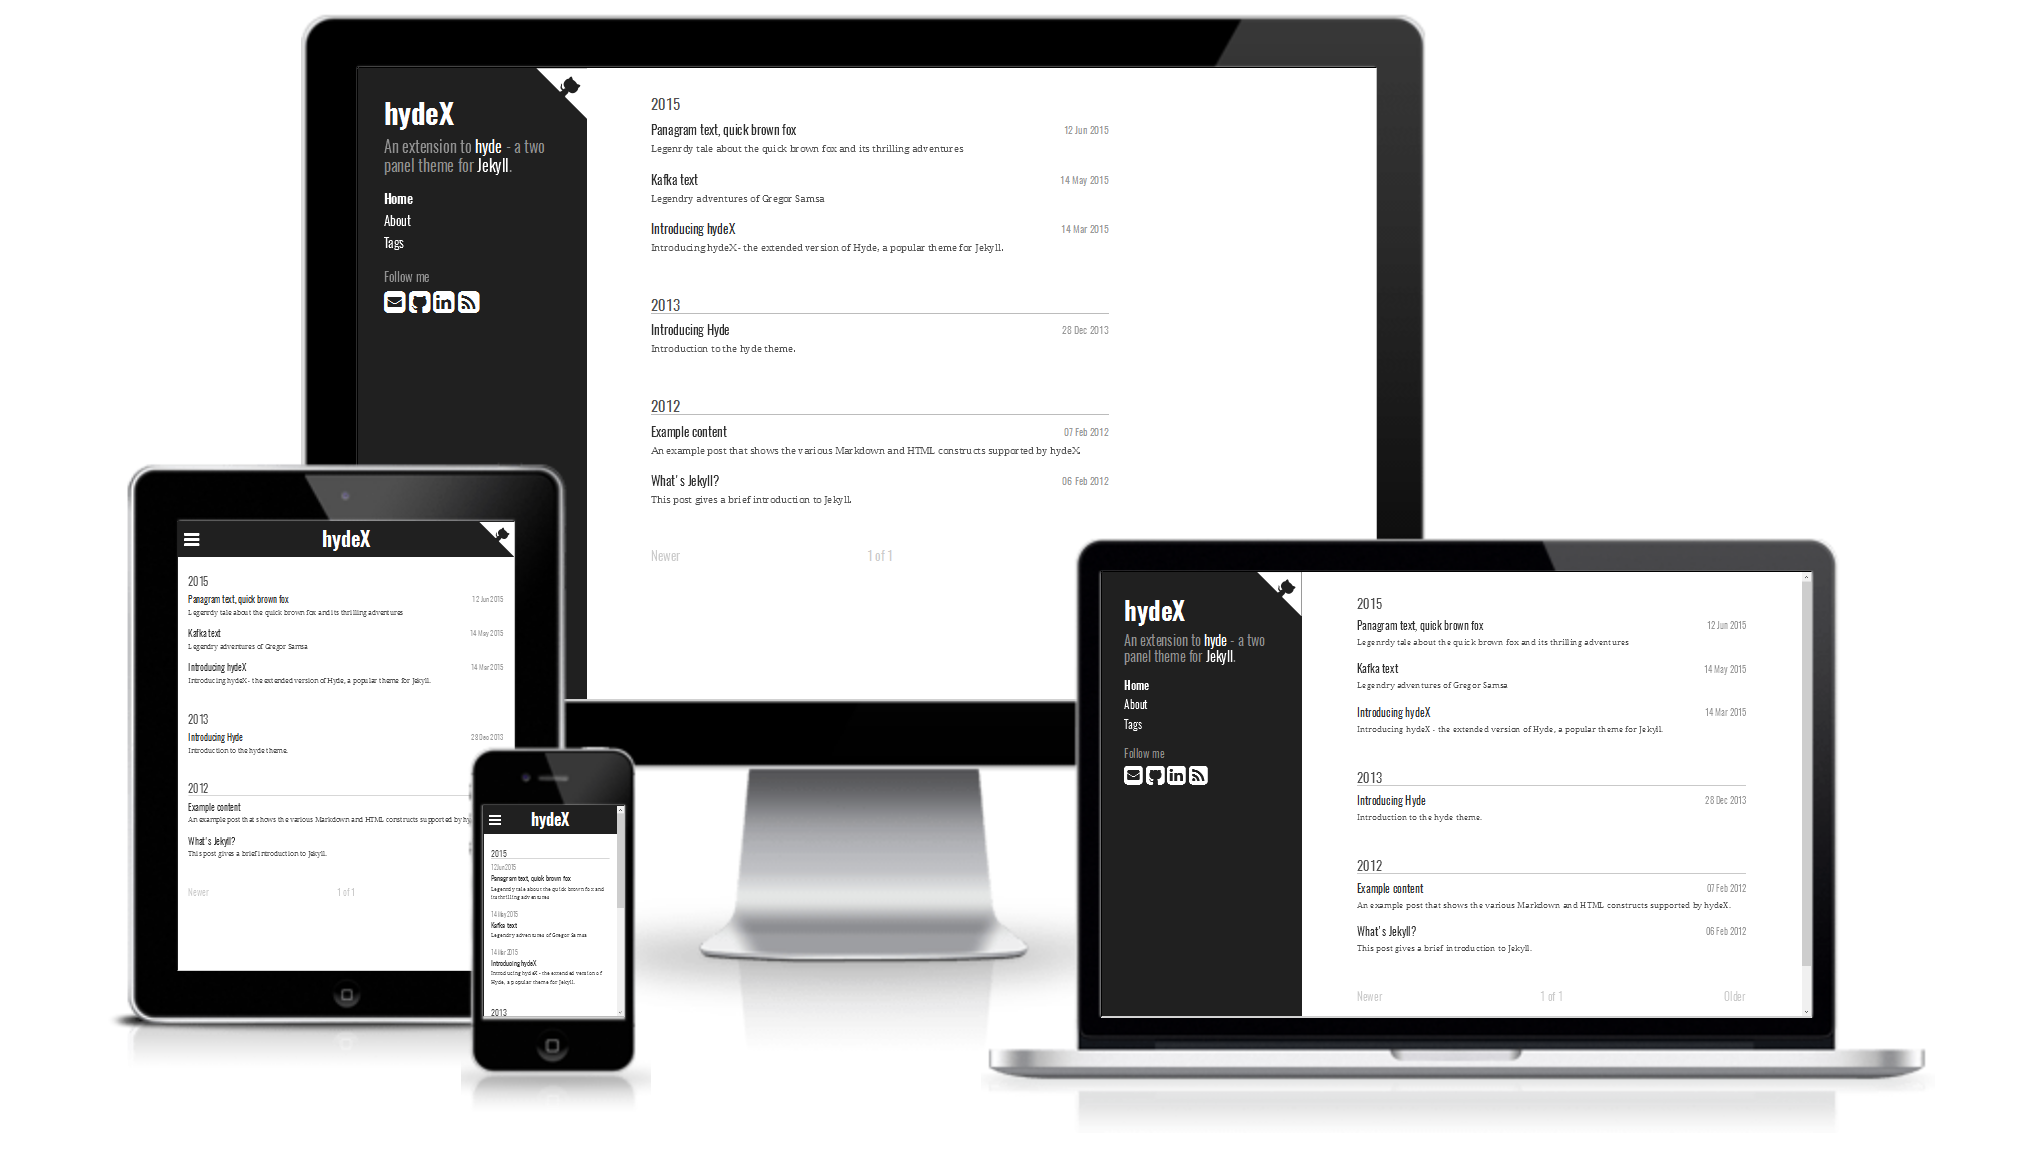 hydeX
An extension to hyde - a two
panel theme for Jekyll.
Home
About
Tags
Follow me
2015
Panagram text, quick brown fox 12 Jun 2015
Legenrdy tale about the quick brown fox and its thrilling adventures
Kafka text 14 May 2015
Legendry adventures of Gregor Samsa
Introducing hydeX 14 Mar 2015
Introducing hydeX - the extended version of Hyde, a popular theme for Jekyll.
2013
Introducing Hyde 28 Dec 2013
Introduction to the hyde theme.
2012
Example content 07 Feb 2012
An example post that shows the various Markdown and HTML constructs supported by hydeX.
What's Jekyll? 06 Feb 2012
This post gives a brief introduction to Jekyll.
Newer 1 of 1
hydeX
2015
Panagram text, quick brown fox 12 Jun 2015
Legenrdy tale about the quick brown fox and its thrilling adventures
Kafka text 14 May 2015
Legendry adventures of Gregor Samsa
Introducing hydeX 14 Mar 2015
Introducing hydeX - the extended version of Hyde, a popular theme for Jekyll.
2013
Introducing Hyde 28 Dec 2013
Introduction to the hyde theme.
2012
Example content
An example post that shows the various Markdown and HTML constructs supported by hy
What's Jekyll?
This post gives a brief introduction to Jekyll.
Newer 1 of 1
hydeX
2015
12 Jun 2015
Panagram text, quick brown fox
Legenrdy tale about the quick brown fox and
its thrilling adventures
14 May 2015
Kafka text
Legendry adventures of Gregor Samsa
14 Mar 2015
Introducing hydeX
Introducing hydeX - the extended version of
Hyde, a popular theme for Jekyll.
2013
hydeX
An extension to hyde - a two
panel theme for Jekyll.
Home
About
Tags
Follow me
2015
Panagram text, quick brown fox 12 Jun 2015
Legenrdy tale about the quick brown fox and its thrilling adventures
Kafka text 14 May 2015
Legendry adventures of Gregor Samsa
Introducing hydeX 14 Mar 2015
Introducing hydeX - the extended version of Hyde, a popular theme for Jekyll.
2013
Introducing Hyde 28 Dec 2013
Introduction to the hyde theme.
2012
Example content 07 Feb 2012
An example post that shows the various Markdown and HTML constructs supported by hydeX.
What's Jekyll? 06 Feb 2012
This post gives a brief introduction to Jekyll.
Newer 1 of 1 Older